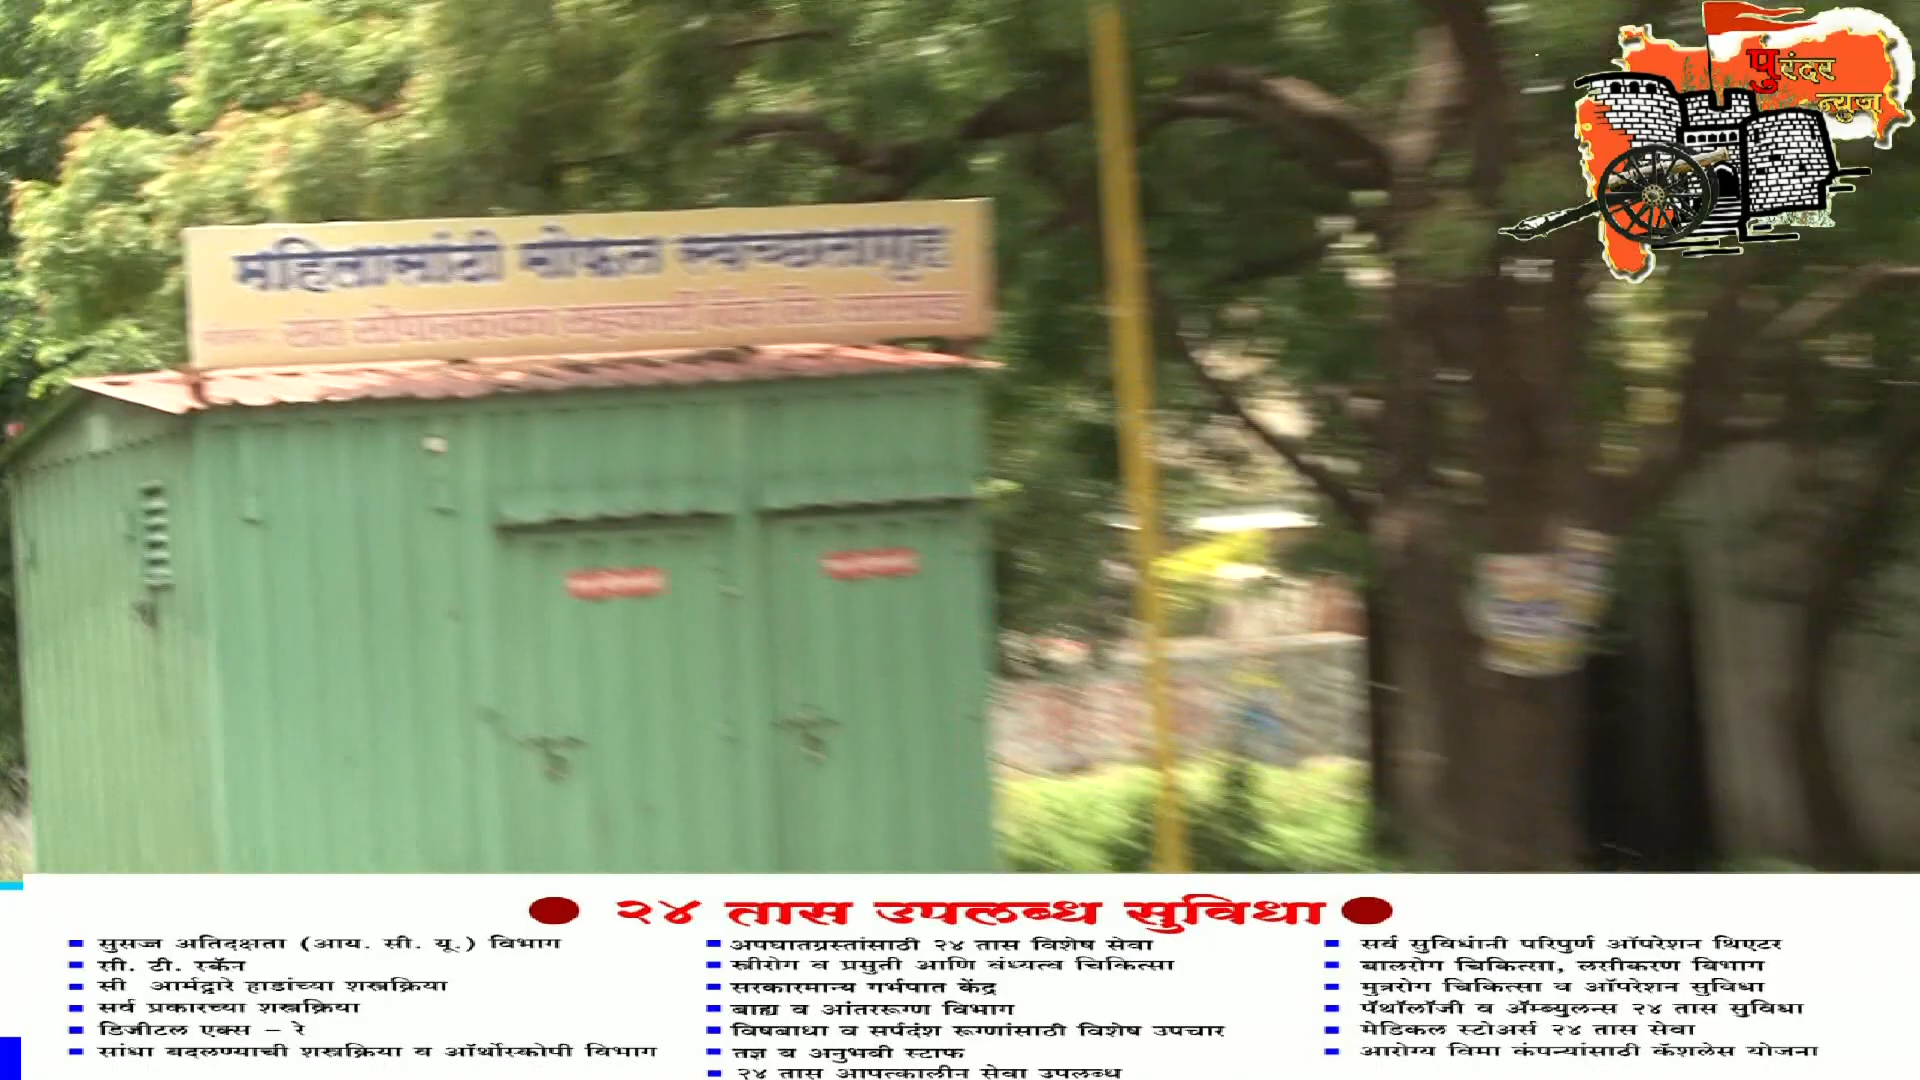 पुरंदर
न्युज
महिलांसाठी मोफत स्वच्छतागृह
संत सोपानकाका सहकारी बँक लि. सासवड
२४ तास उपलब्ध सुविधा
सुसज्ज अतिदक्षता (आय. सी. यू.) विभाग
सी. टी. स्कॅन
सी आर्मद्वारे हाडांच्या शस्त्रक्रिया
सर्व प्रकारच्या शस्त्रक्रिया
डिजीटल एक्स – रे
सांधा बदलण्याची शस्त्रक्रिया व ऑर्थोस्कोपी विभाग
अपघातग्रस्तांसाठी २४ तास विशेष सेवा
स्त्रीरोग व प्रसुती आणि वंध्यत्व चिकित्सा
सरकारमान्य गर्भपात केंद्र
बाह्य व आंतररूग्ण विभाग
विषबाधा व सर्पदंश रूग्णांसाठी विशेष उपचार
तज्ञ व अनुभवी स्टाफ
२४ तास आपत्कालीन सेवा उपलब्ध
सर्व सुविधांनी परिपुर्ण ऑपरेशन थिएटर
बालरोग चिकित्सा, लसीकरण विभाग
मुत्ररोग चिकित्सा व ऑपरेशन सुविधा
पॅथॉलॉजी व ॲम्ब्युलन्स २४ तास सुविधा
मेडिकल स्टोअर्स २४ तास सेवा
आरोग्य विमा कंपन्यांसाठी कॅशलेस योजना